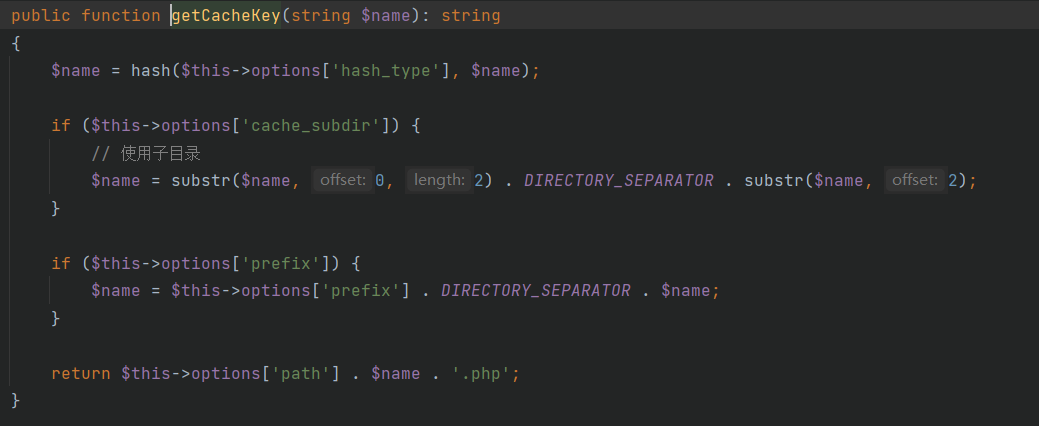 public function getCacheKey(string $name): string
{
    $name = hash($this->options['hash_type'], $name);
    if ($this->options['cache_subdir']) {
        // 使用子目录
        $name = substr($name, offset: 0, length: 2) . DIRECTORY_SEPARATOR . substr($name, offset: 2);
    }
    if ($this->options['prefix']) {
        $name = $this->options['prefix'] . DIRECTORY_SEPARATOR . $name;
    }
    return $this->options['path'] . $name . '.php';
}